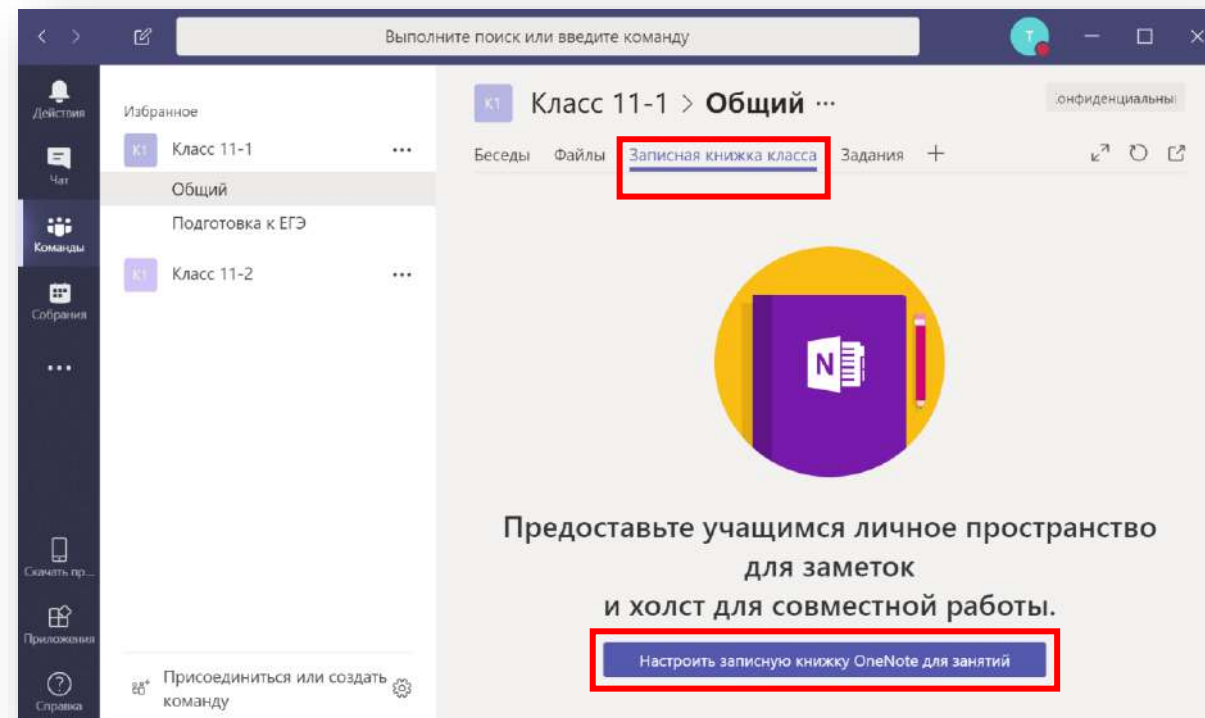 Выполните поиск или введите команду
T
Действия
Чат
Команды
Собрания
Скачать пр...
Приложения
Справка
Избранное
К1 Класс 11-1
Общий
Подготовка к ЕГЭ
К1 Класс 11-2
Присоединиться или создать
команду
К1 Класс 11-1 > Общий ...
онфиденциальны
Беседы Файлы Записная книжка класса Задания +
N
Предоставьте учащимся личное пространство
для заметок
и холст для совместной работы.
Настроить записную книжку OneNote для занятий